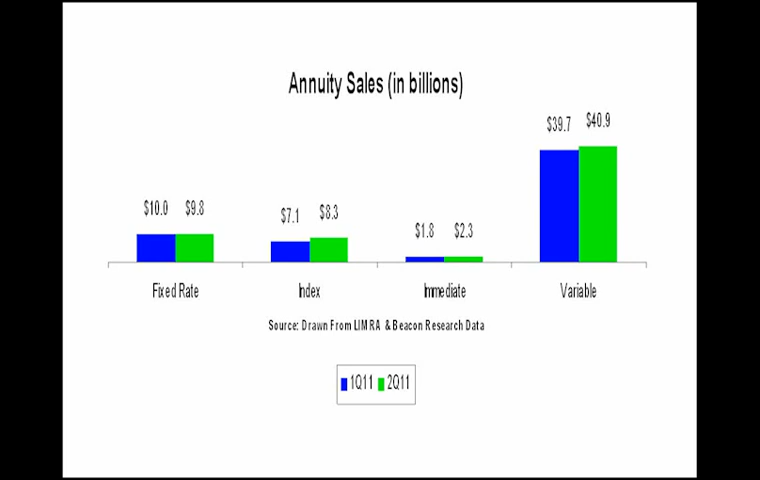 Annuity Sales (in billions)
$39.7 $40.9
$10.0 $9.8 $7.1 $8.3 $1.8 $2.3
Fixed Rate Index Immediate Variable
Source: Drawn From LIMRA & Beacon Research Data
1Q11 2Q11